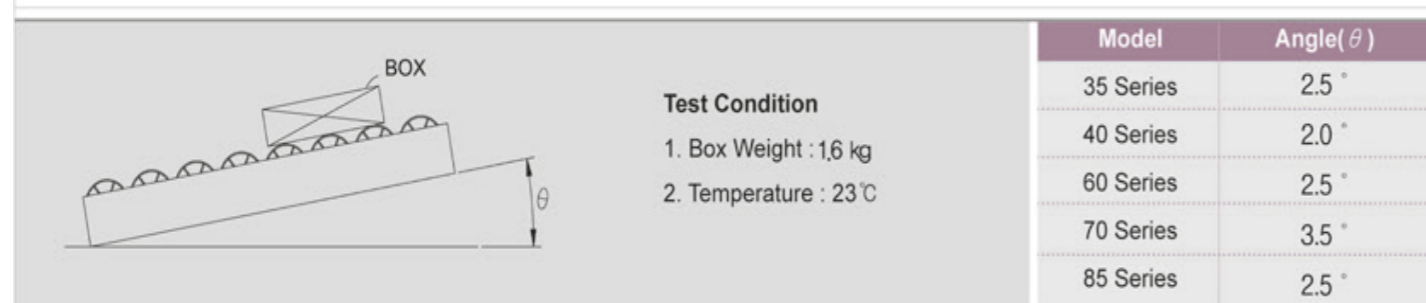 BOX
θ
Test Condition
1. Box Weight : 1.6 kg
2. Temperature : 23℃
Model Angle( θ )
35 Series 2.5 °
40 Series 2.0 °
60 Series 2.5 °
70 Series 3.5 °
85 Series 2.5 °